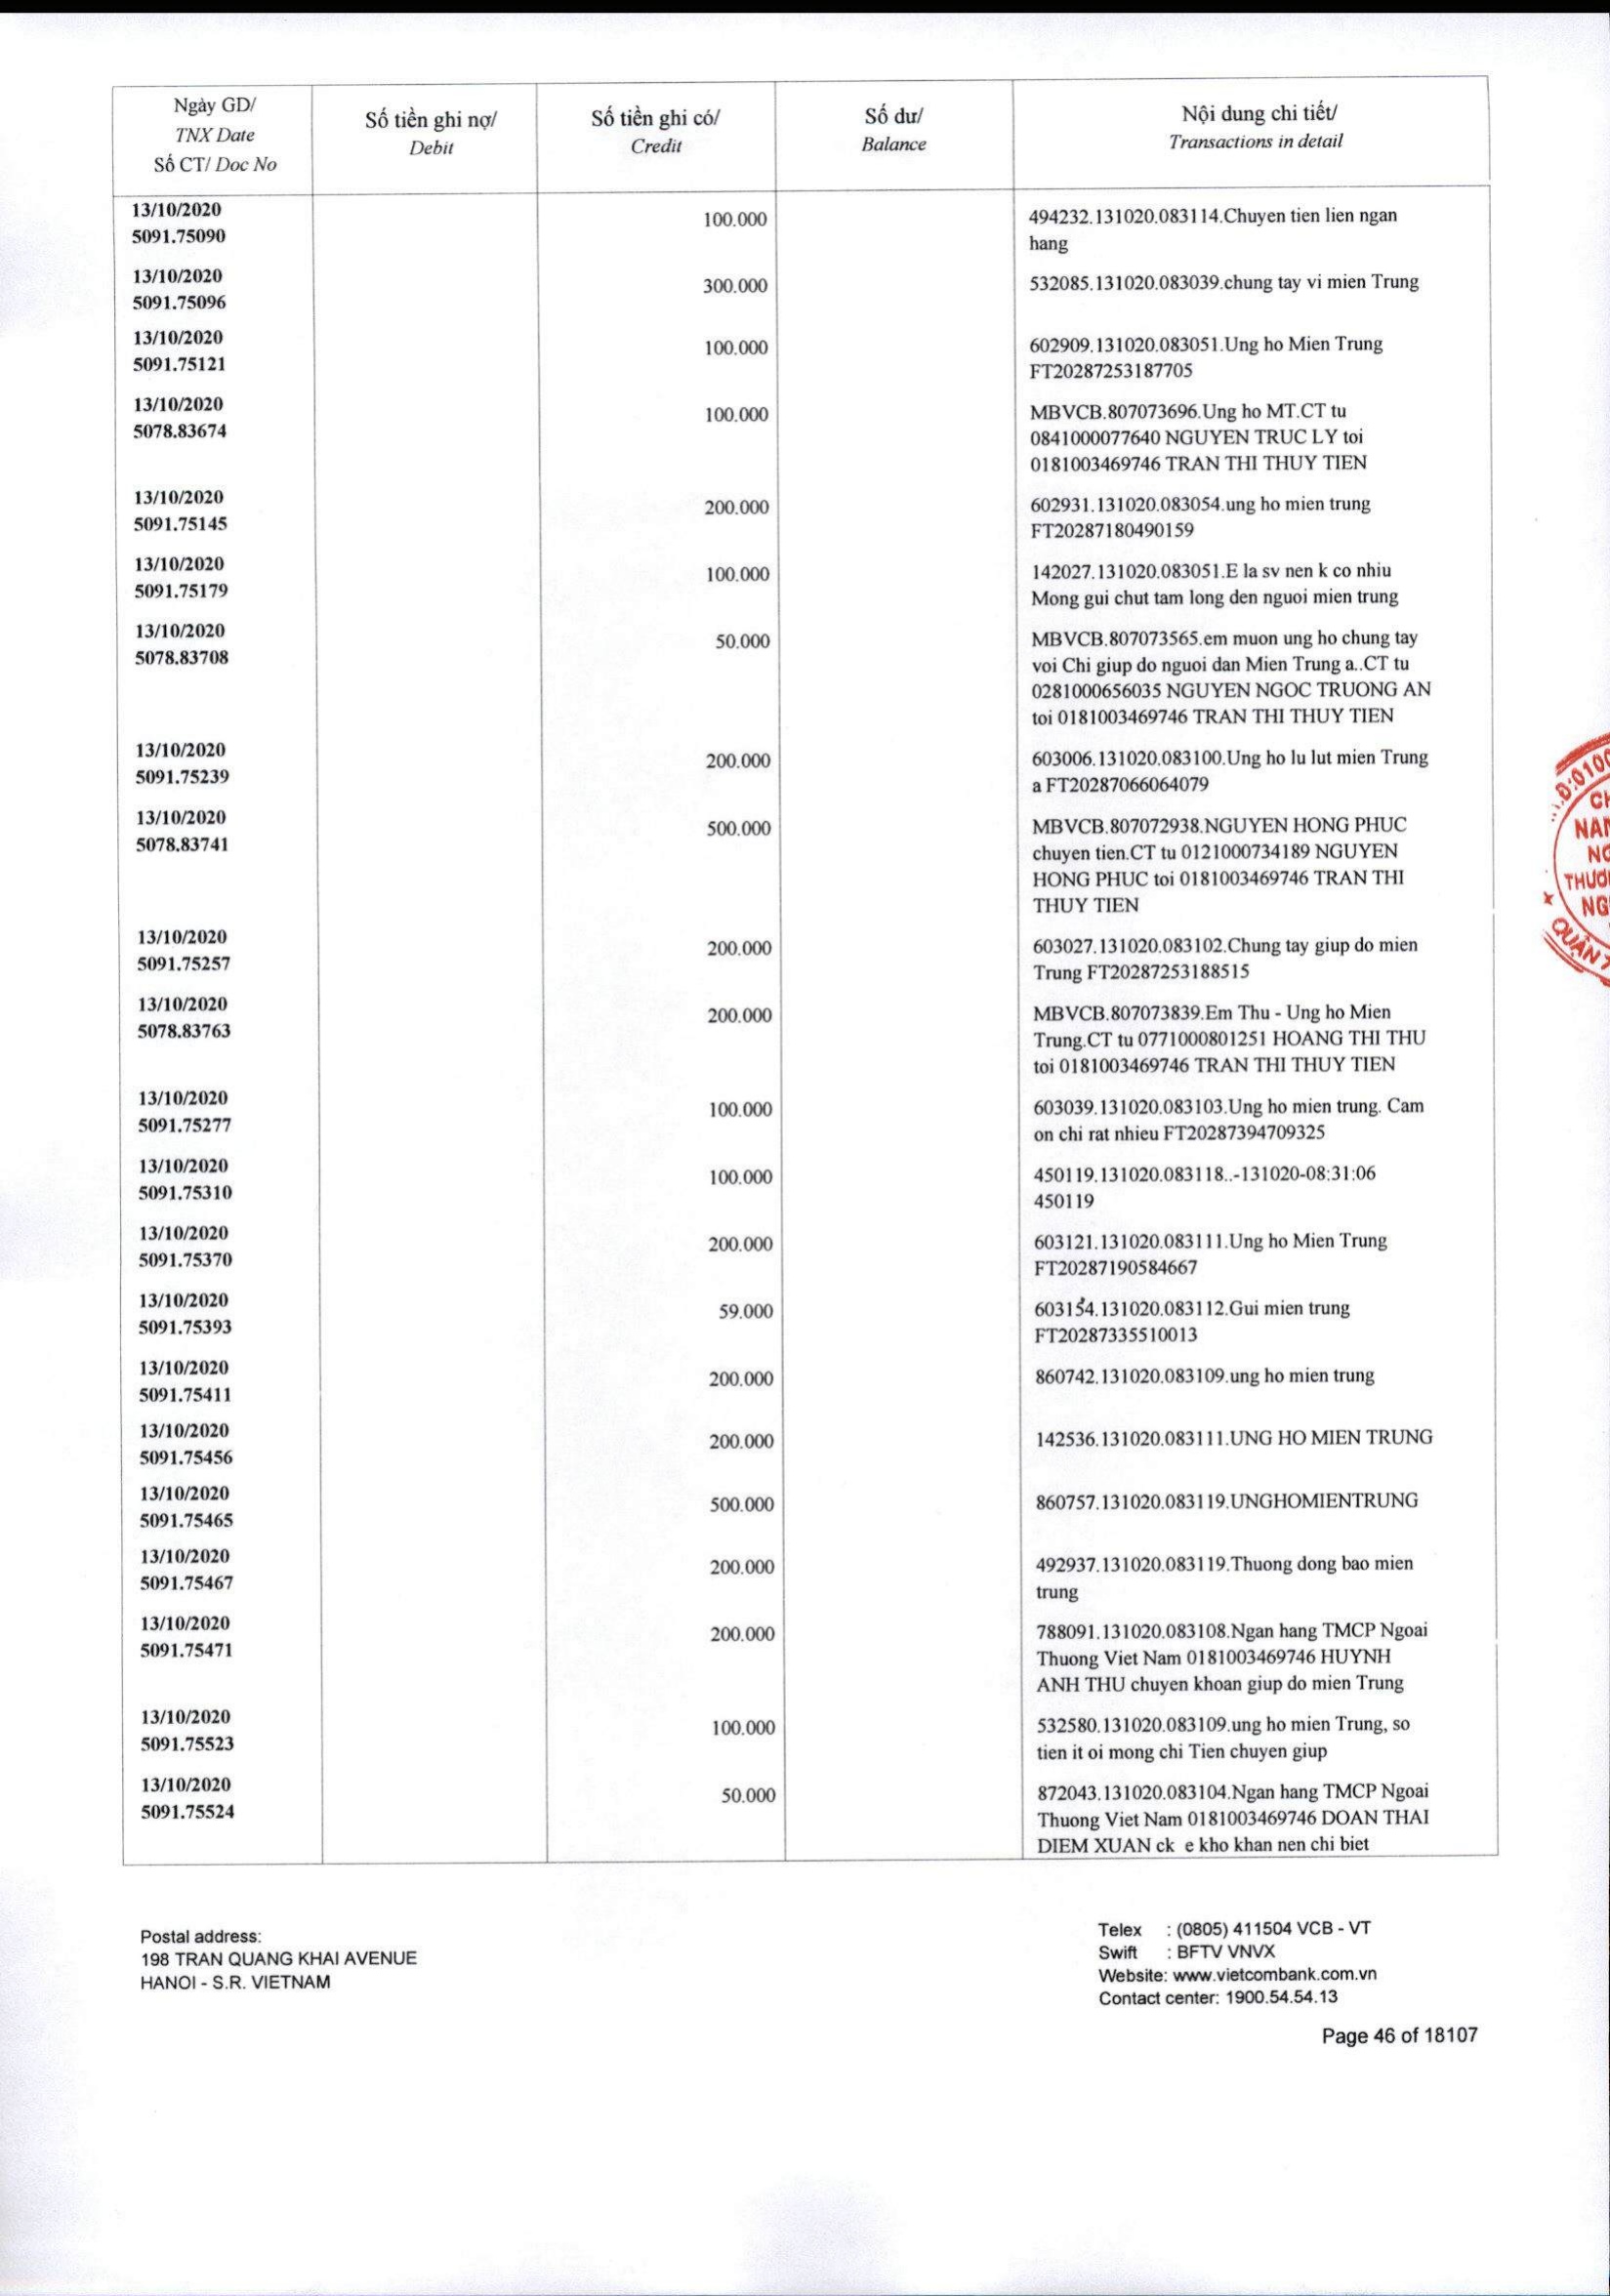 Ngày GD/
TNX Date
Số CT/ Doc No
Số tiền ghi nợ/
Debit
Số tiền ghi có/
Credit
Số dư/
Balance
Nội dung chi tiết/
Transactions in detail
13/10/2020
5091.75090
100.000
494232.131020.083114.Chuyen tien lien ngan
hang
13/10/2020
5091.75096
300.000
532085.131020.083039.chung tay vi mien Trung
13/10/2020
5091.75121
100.000
602909.131020.083051.Ung ho Mien Trung
FT20287253187705
13/10/2020
5078.83674
100.000
MBVCB.807073696.Ung ho MT.CT tu
0841000077640 NGUYEN TRUC LY toi
0181003469746 TRAN THI THUY TIEN
13/10/2020
5091.75145
200.000
602931.131020.083054.ung ho mien trung
FT20287180490159
13/10/2020
5091.75179
100.000
142027.131020.083051.E la sv nen k co nhiu
Mong gui chut tam long den nguoi mien trung
13/10/2020
5078.83708
50.000
MBVCB.807073565.em muon ung ho chung tay
voi Chi giup do nguoi dan Mien Trung a..CT tu
0281000656035 NGUYEN NGOC TRUONG AN
toi 0181003469746 TRAN THI THUY TIEN
13/10/2020
5091.75239
200.000
603006.131020.083100.Ung ho lu lut mien Trung
a FT20287066064079
13/10/2020
5078.83741
500.000
MBVCB.807072938.NGUYEN HONG PHUC
chuyen tien.CT tu 0121000734189 NGUYEN
HONG PHUC toi 0181003469746 TRAN THI
THUY TIEN
13/10/2020
5091.75257
200.000
603027.131020.083102.Chung tay giup do mien
Trung FT20287253188515
13/10/2020
5078.83763
200.000
MBVCB.807073839.Em Thu - Ung ho Mien
Trung.CT tu 0771000801251 HOANG THI THU
toi 0181003469746 TRAN THI THUY TIEN
13/10/2020
5091.75277
100.000
603039.131020.083103.Ung ho mien trung. Cam
on chi rat nhieu FT20287394709325
13/10/2020
5091.75310
100.000
450119.131020.083118..-131020-08:31:06
450119
13/10/2020
5091.75370
200.000
603121.131020.083111.Ung ho Mien Trung
FT20287190584667
13/10/2020
5091.75393
59.000
603154.131020.083112.Gui mien trung
FT20287335510013
13/10/2020
5091.75411
200.000
860742.131020.083109.ung ho mien trung
13/10/2020
5091.75456
200.000
142536.131020.083111.UNG HO MIEN TRUNG
13/10/2020
5091.75465
500.000
860757.131020.083119.UNGHOMIENTRUNG
13/10/2020
5091.75467
200.000
492937.131020.083119.Thuong dong bao mien
trung
13/10/2020
5091.75471
200.000
788091.131020.083108.Ngan hang TMCP Ngoai
Thuong Viet Nam 0181003469746 HUYNH
ANH THU chuyen khoan giup do mien Trung
13/10/2020
5091.75523
100.000
532580.131020.083109.ung ho mien Trung, so
tien it oi mong chi Tien chuyen giup
13/10/2020
5091.75524
50.000
872043.131020.083104.Ngan hang TMCP Ngoai
Thuong Viet Nam 0181003469746 DOAN THAI
DIEM XUAN ck e kho khan nen chi biet
Postal address:
198 TRAN QUANG KHAI AVENUE
HANOI - S.R. VIETNAM
Telex : (0805) 411504 VCB - VT
Swift : BFTV VNVX
Website: www.vietcombank.com.vn
Contact center: 1900.54.54.13
Page 46 of 18107